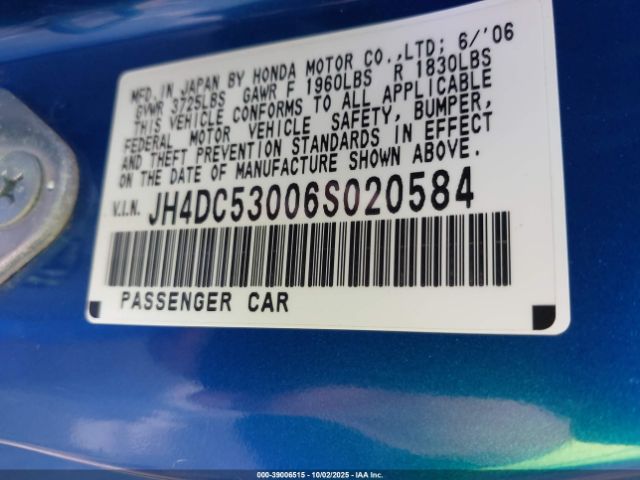 MFD. IN JAPAN BY HONDA MOTOR CO.,LTD; 6/'06
GVWR 3725LBS GAWR F 1960LBS R 1830LBS
THIS VEHICLE CONFORMS TO ALL APPLICABLE
FEDERAL MOTOR VEHICLE SAFETY, BUMPER,
AND THEFT PREVENTION STANDARDS IN EFFECT
ON THE DATE OF MANUFACTURE SHOWN ABOVE.
V.I.N. JH4DC53006S020584
PASSENGER CAR
000-39006515 - 10/02/2025 - IAA Inc.